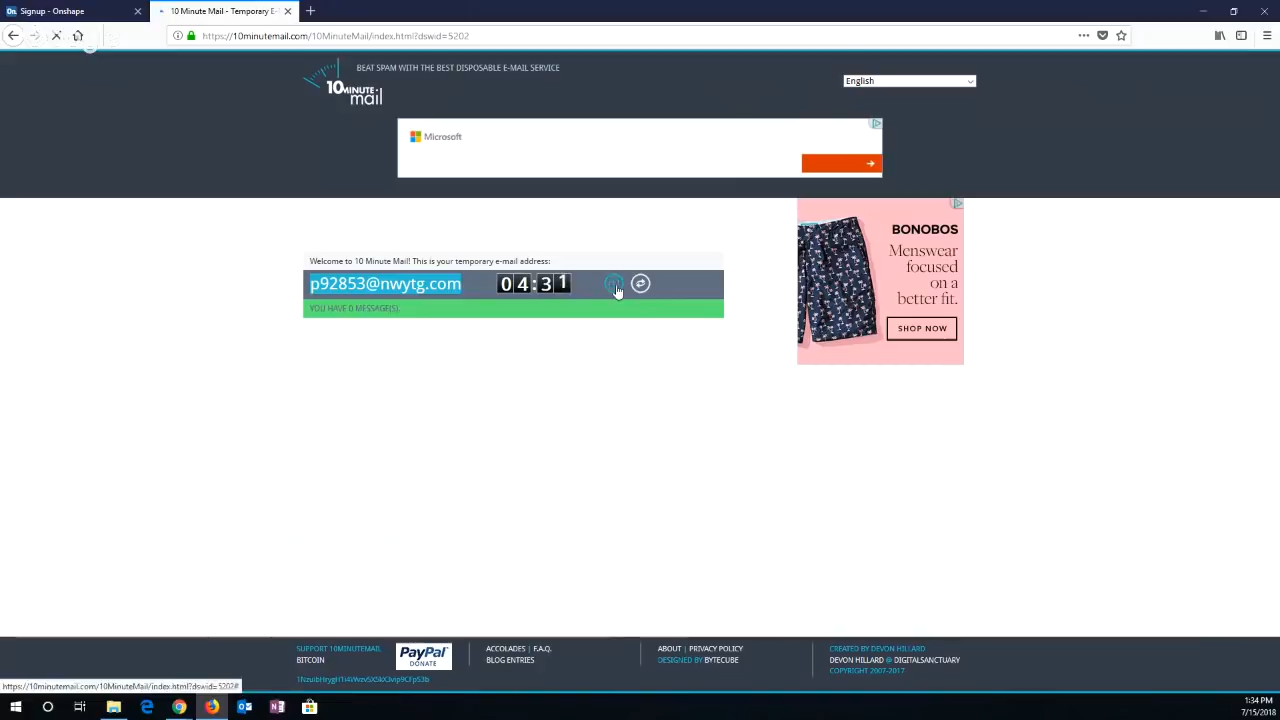 Signup - Onshape
10 Minute Mail - Temporary E-
https://10minutemail.com/10MinuteMail/index.html?dswid=5202
BEAT SPAM WITH THE BEST DISPOSABLE E-MAIL SERVICE
10 MINUTE
mail
English
Microsoft
BONOBOS
Menswear
focused
on a
better fit.
SHOP NOW
Welcome to 10 Minute Mail! This is your temporary e-mail address:
p92853@nwytg.com
04:31
YOU HAVE 0 MESSAGE(S).
SUPPORT 10MINUTEMAIL
BITCOIN
PayPal
DONATE
ACCOLADES | F.A.Q.
BLOG ENTRIES
ABOUT | PRIVACY POLICY
DESIGNED BY BYTECUBE
CREATED BY DEVON HILLARD
DEVON HILLARD @ DIGITALSANCTUARY
COPYRIGHT 2007-2017
https://10minutemail.com/10MinuteMail/index.html?dswid=5202#
1:34 PM
7/15/2018